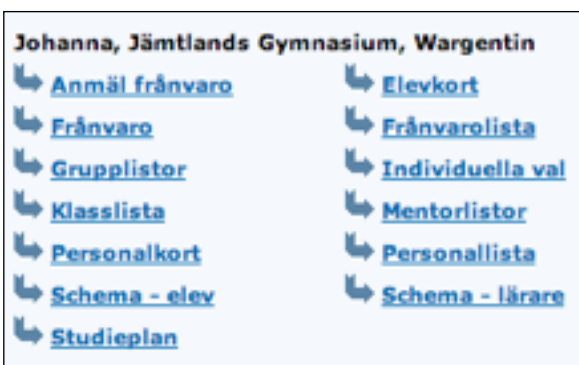 Johanna, Jämtlands Gymnasium, Wargentin
Anmäl frånvaro
Elevkort
Frånvaro
Frånvarolista
Grupplistor
Individuella val
Klasslista
Mentorlistor
Personalkort
Personallista
Schema - elev
Schema - lärare
Studieplan